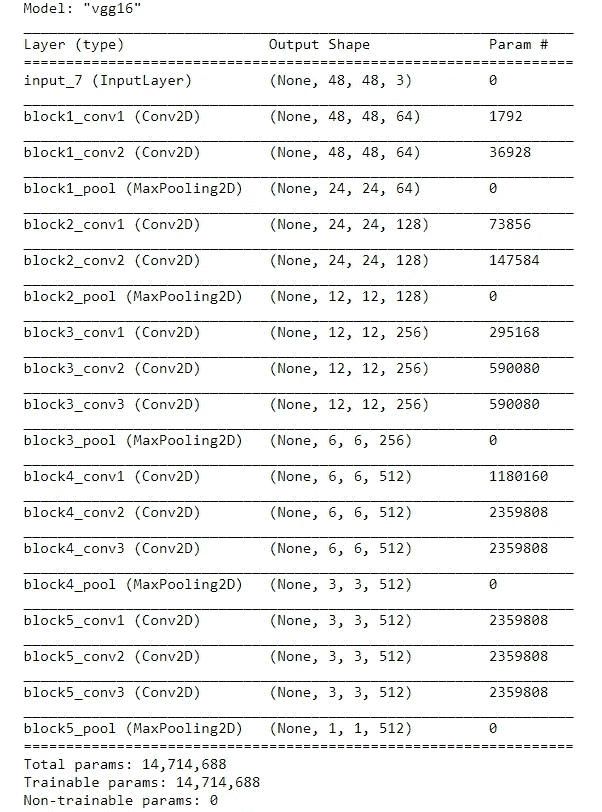 Model: "vgg16"
Layer (type) Output Shape Param #
input_7 (InputLayer) (None, 48, 48, 3) 0
block1_conv1 (Conv2D) (None, 48, 48, 64) 1792
block1_conv2 (Conv2D) (None, 48, 48, 64) 36928
block1_pool (MaxPooling2D) (None, 24, 24, 64) 0
block2_conv1 (Conv2D) (None, 24, 24, 128) 73856
block2_conv2 (Conv2D) (None, 24, 24, 128) 147584
block2_pool (MaxPooling2D) (None, 12, 12, 128) 0
block3_conv1 (Conv2D) (None, 12, 12, 256) 295168
block3_conv2 (Conv2D) (None, 12, 12, 256) 590080
block3_conv3 (Conv2D) (None, 12, 12, 256) 590080
block3_pool (MaxPooling2D) (None, 6, 6, 256) 0
block4_conv1 (Conv2D) (None, 6, 6, 512) 1180160
block4_conv2 (Conv2D) (None, 6, 6, 512) 2359808
block4_conv3 (Conv2D) (None, 6, 6, 512) 2359808
block4_pool (MaxPooling2D) (None, 3, 3, 512) 0
block5_conv1 (Conv2D) (None, 3, 3, 512) 2359808
block5_conv2 (Conv2D) (None, 3, 3, 512) 2359808
block5_conv3 (Conv2D) (None, 3, 3, 512) 2359808
block5_pool (MaxPooling2D) (None, 1, 1, 512) 0
Total params: 14,714,688
Trainable params: 14,714,688
Non-trainable params: 0